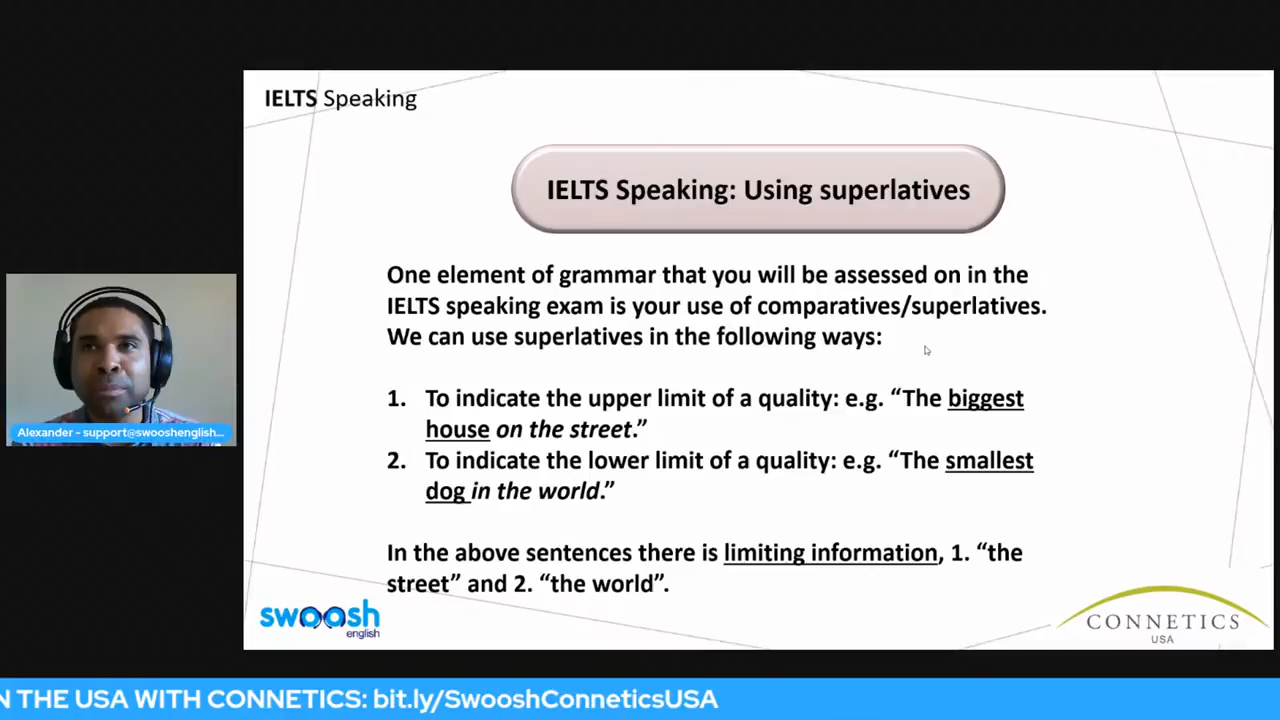 IELTS Speaking
IELTS Speaking: Using superlatives
One element of grammar that you will be assessed on in the
IELTS speaking exam is your use of comparatives/superlatives.
We can use superlatives in the following ways:
1. To indicate the upper limit of a quality: e.g. “The biggest
house on the street.”
2. To indicate the lower limit of a quality: e.g. “The smallest
dog in the world.”
In the above sentences there is limiting information, 1. “the
street” and 2. “the world”.
swoosh
english
CONNETICS
USA
Alexander - support@swooshenglish...
N THE USA WITH CONNETICS: bit.ly/SwooshConneticsUSA